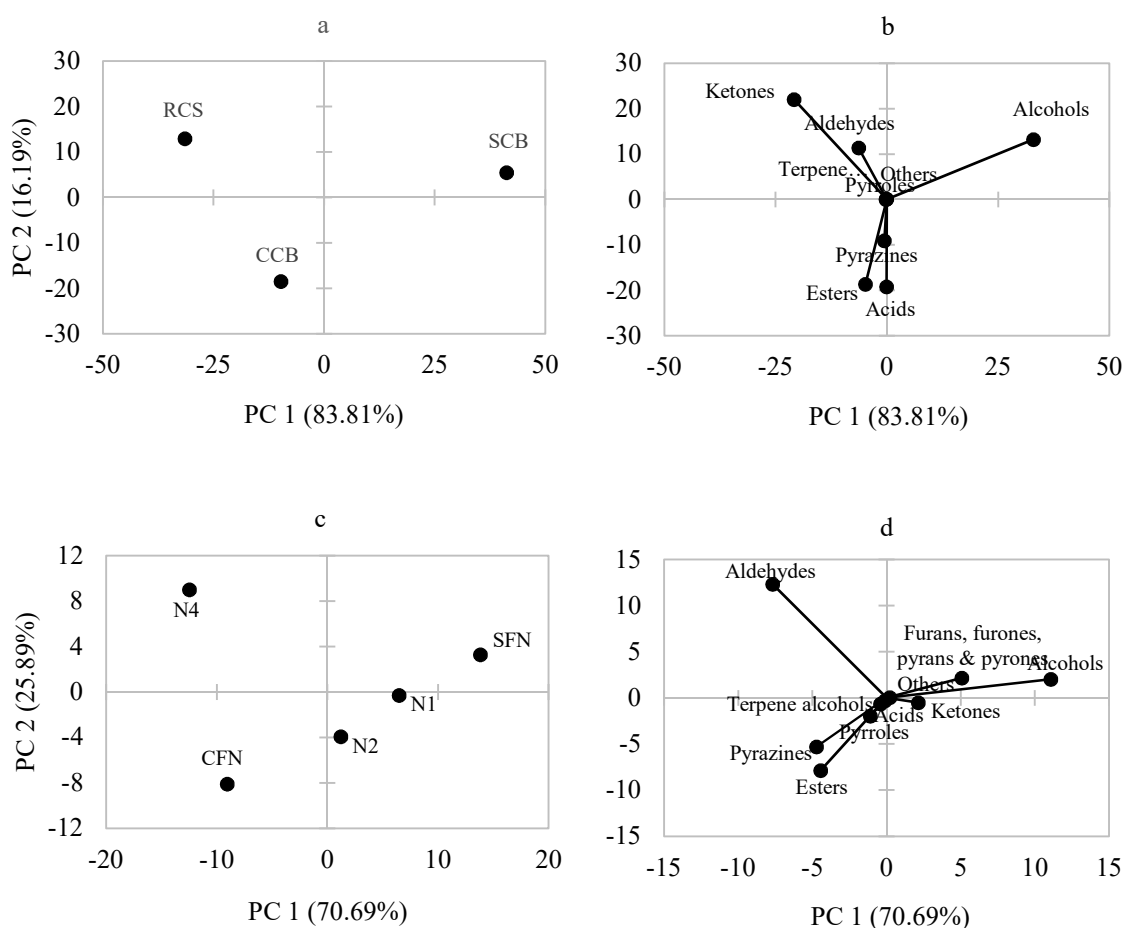 a
30
20
10
0
-10
-20
-30
-50 -25 0 25 50
RCS
SCB
CCB
PC 2 (16.19%)
PC 1 (83.81%)
b
30
20
10
0
-10
-20
-30
-50 -25 0 25 50
Ketones
Alcohols
Aldehydes
Terpene… Others
Pyrroles
Pyrazines
Esters
Acids
PC 1 (83.81%)
c
12
8
4
0
-4
-8
-12
-20 -10 0 10 20
N4
SFN
N1
N2
CFN
PC 2 (25.89%)
PC 1 (70.69%)
d
15
10
5
0
-5
-10
-15
-15 -10 -5 0 5 10 15
Aldehydes
Furans, furones,
pyrans & pyrones
Alcohols
Others
Terpene alcohols
Acids
Ketones
Pyrroles
Pyrazines
Esters
PC 1 (70.69%)